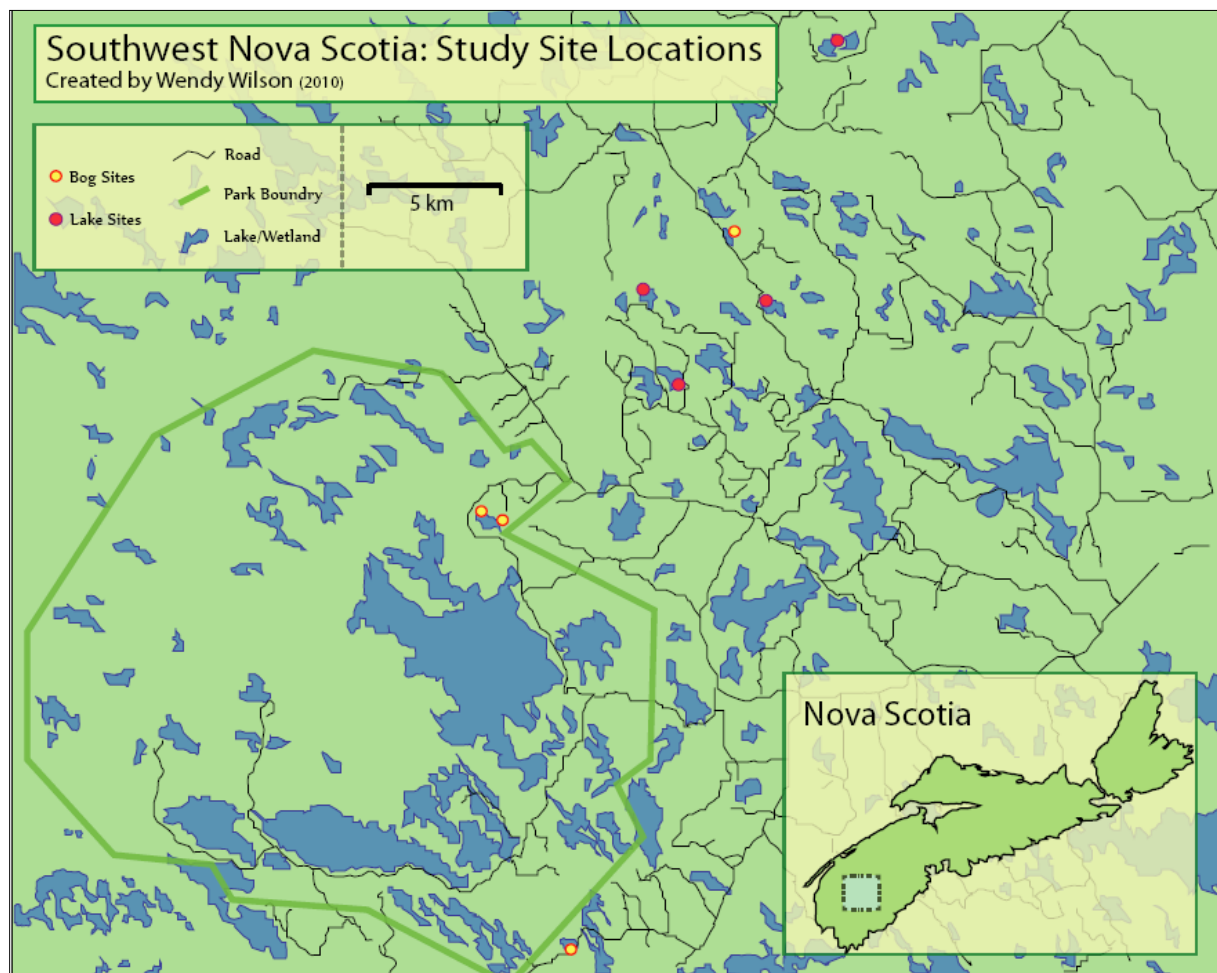 Southwest Nova Scotia: Study Site Locations
Created by Wendy Wilson (2010)
Road
Bog Sites
Park Boundry
5 km
Lake Sites
Lake/Wetland
Nova Scotia